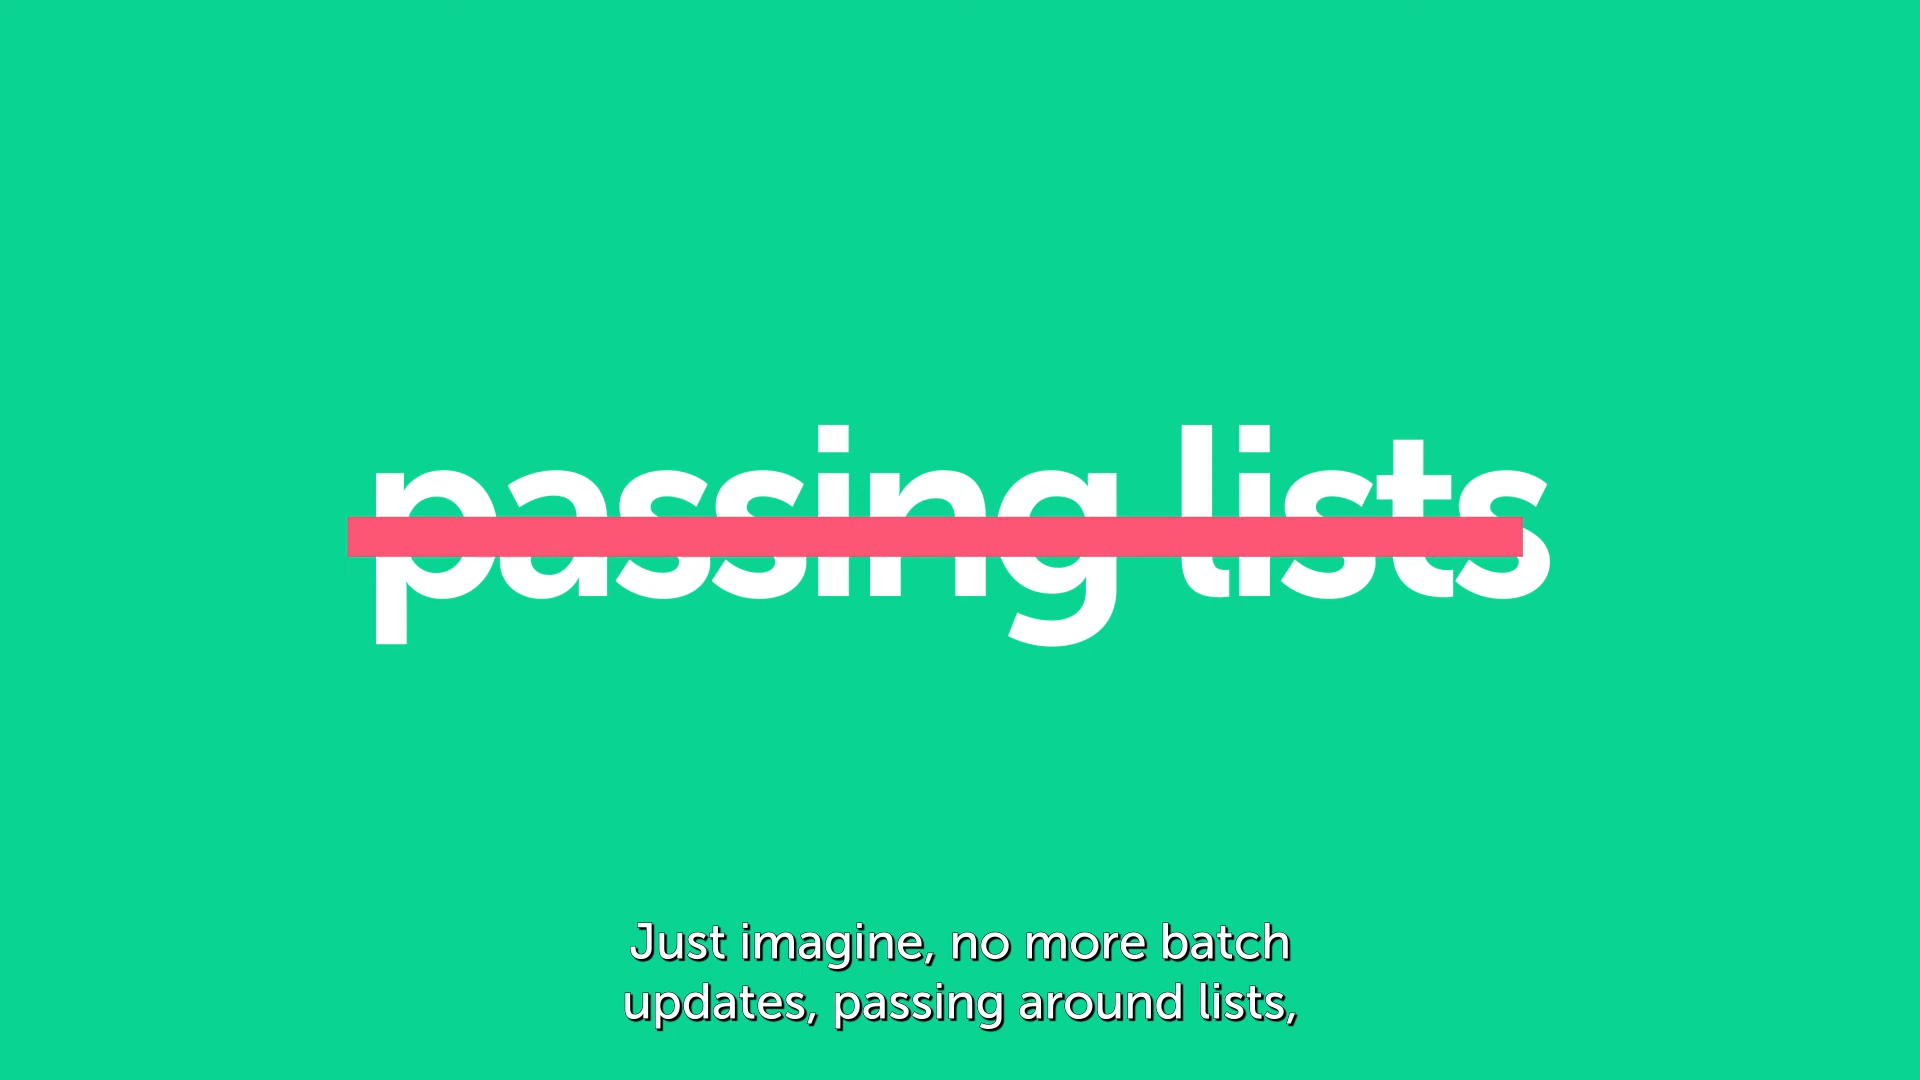 passing lists
Just imagine, no more batch
updates, passing around lists,